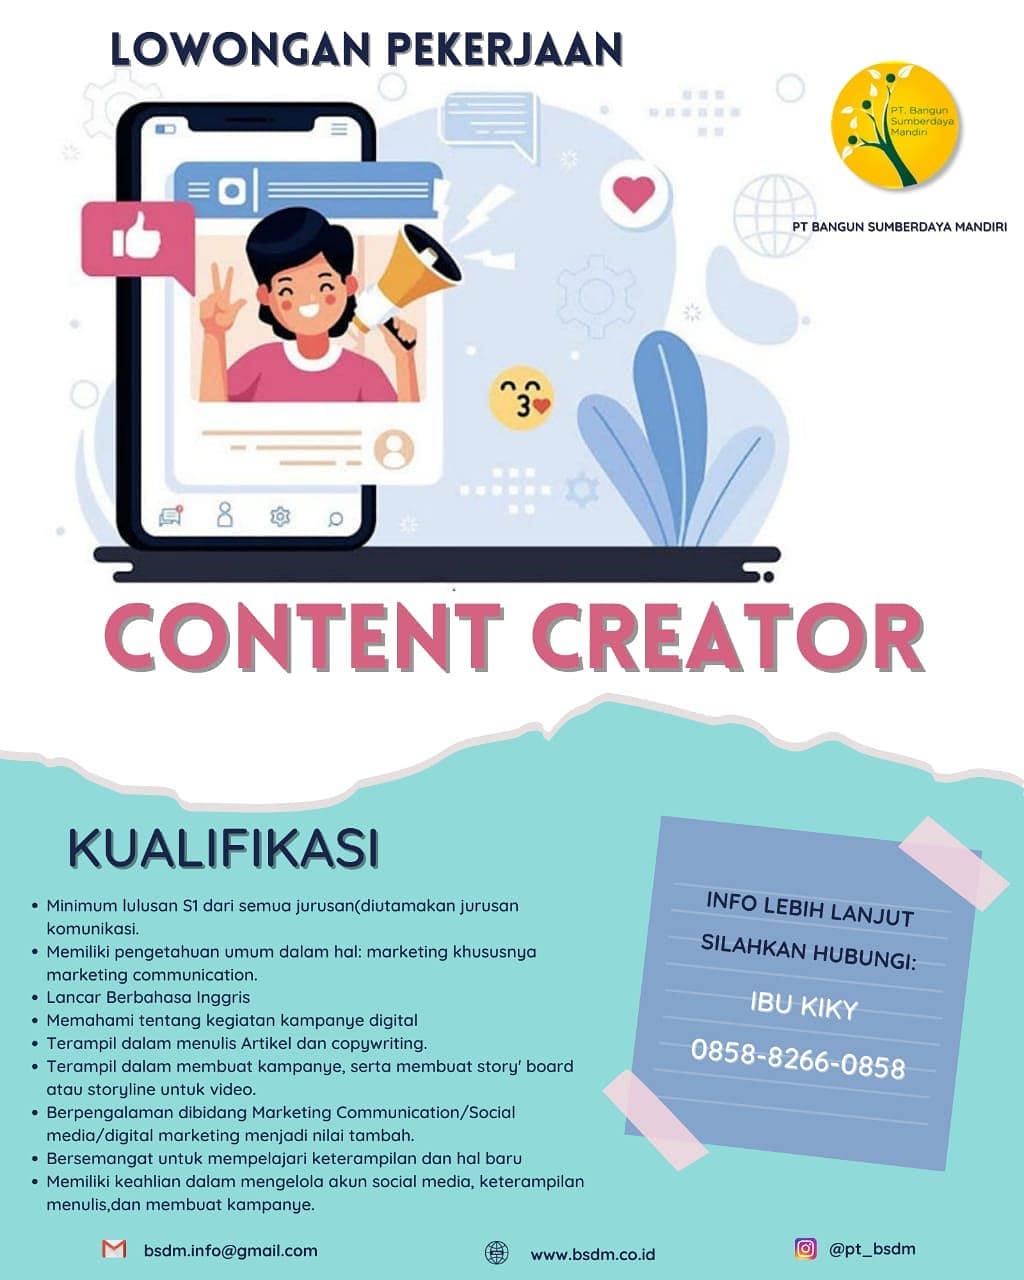 LOWONGAN PEKERJAAN
PT. Bangun
Sumberdaya
Mandiri
PT BANGUN SUMBERDAYA MANDIRI
CONTENT CREATOR
KUALIFIKASI
• Minimum lulusan S1 dari semua jurusan(diutamakan jurusan
komunikasi.
• Memiliki pengetahuan umum dalam hal: marketing khususnya
marketing communication.
• Lancar Berbahasa Inggris
• Memahami tentang kegiatan kampanye digital
• Terampil dalam menulis Artikel dan copywriting.
• Terampil dalam membuat kampanye, serta membuat story' board
atau storyline untuk video.
• Berpengalaman dibidang Marketing Communication/Social
media/digital marketing menjadi nilai tambah.
• Bersemangat untuk mempelajari keterampilan dan hal baru
• Memiliki keahlian dalam mengelola akun social media, keterampilan
menulis,dan membuat kampanye.
INFO LEBIH LANJUT
SILAHKAN HUBUNGI:
IBU KIKY
0858-8266-0858
bsdm.info@gmail.com
www.bsdm.co.id
@pt_bsdm